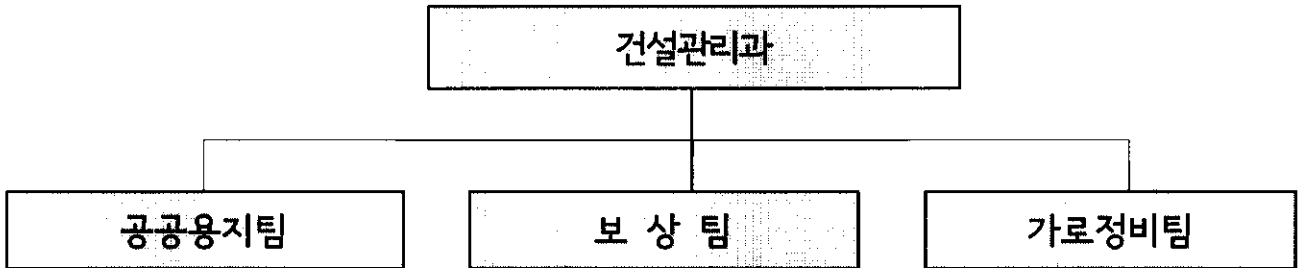 건설관리과
공공용지팀
보 상 팀
가로정비팀